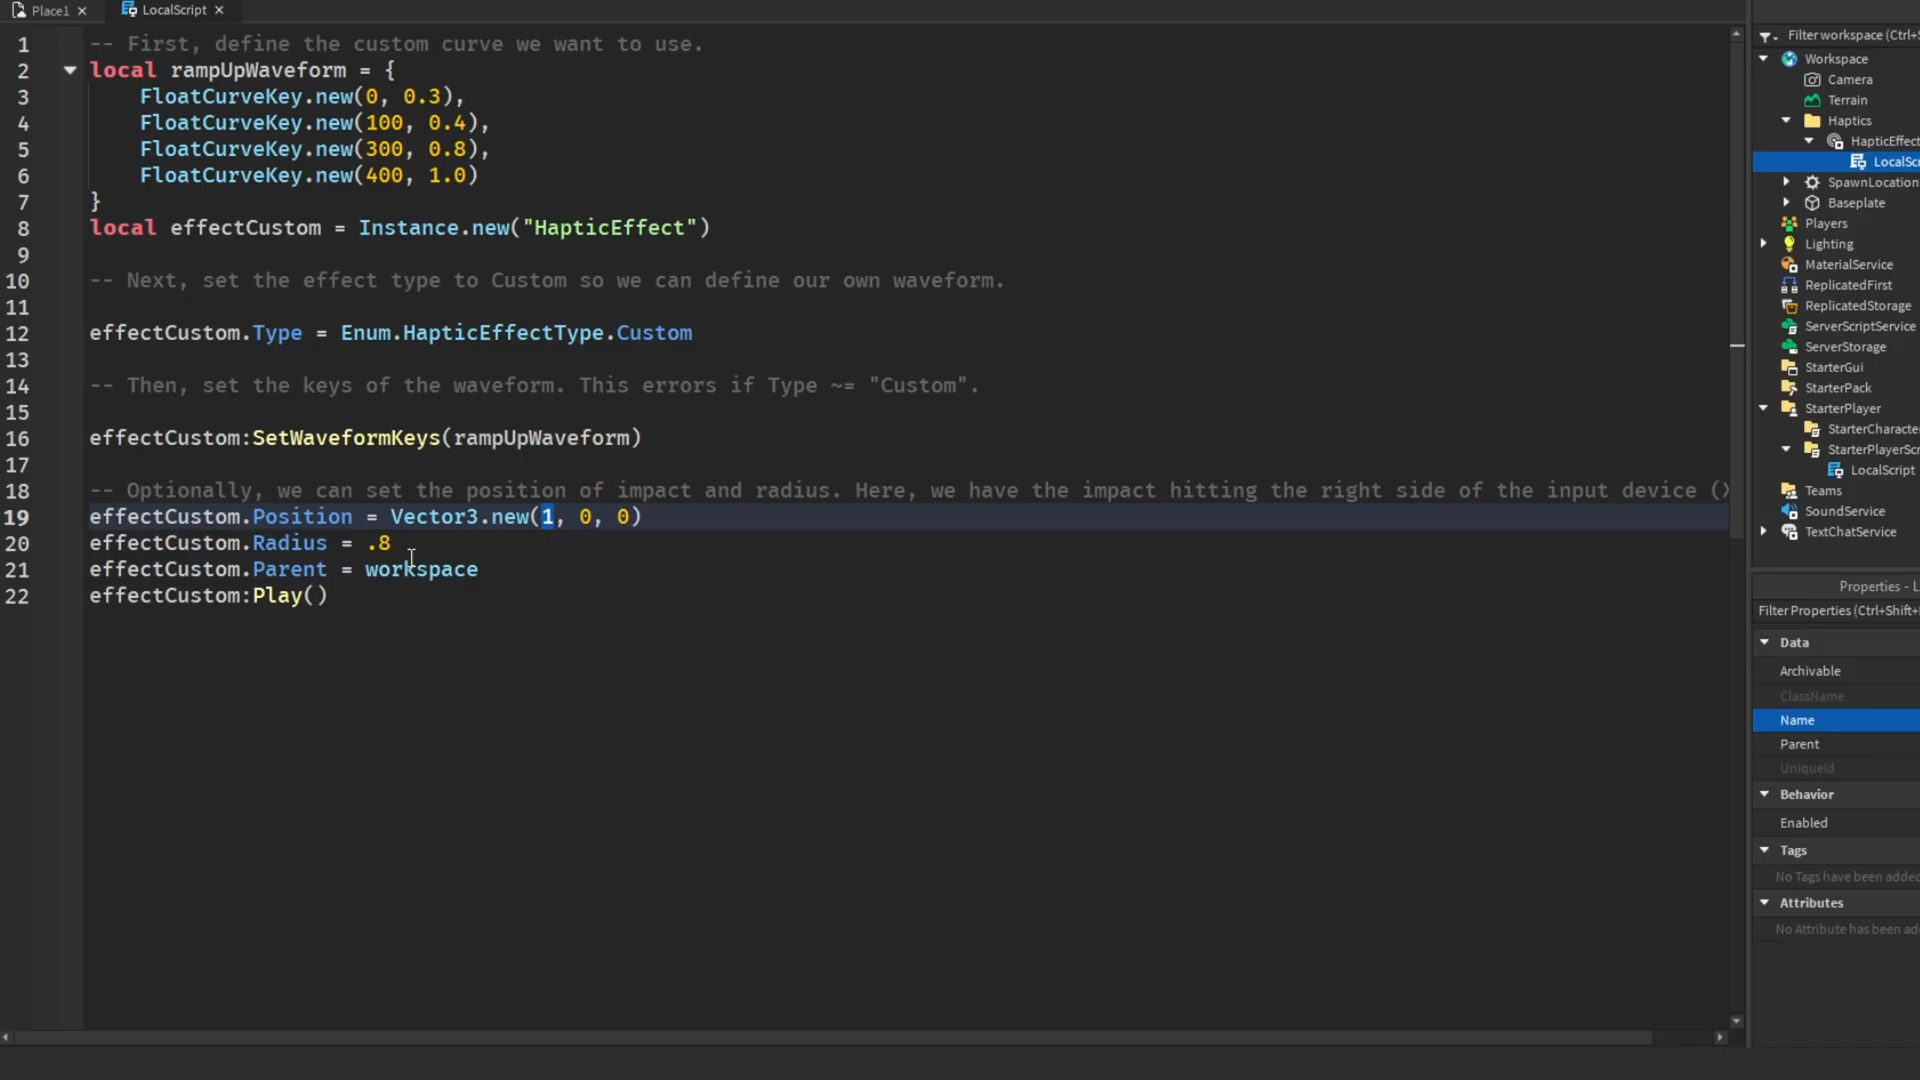 Place1
LocalScript
1 -- First, define the custom curve we want to use.
2 local rampUpWaveform = {
3 FloatCurveKey.new(0, 0.3),
4 FloatCurveKey.new(100, 0.4),
5 FloatCurveKey.new(300, 0.8),
6 FloatCurveKey.new(400, 1.0)
7 }
8 local effectCustom = Instance.new("HapticEffect")
9
10 -- Next, set the effect type to Custom so we can define our own waveform.
11
12 effectCustom.Type = Enum.HapticEffectType.Custom
13
14 -- Then, set the keys of the waveform. This errors if Type ~= "Custom".
15
16 effectCustom:SetWaveformKeys(rampUpWaveform)
17
18 -- Optionally, we can set the position of impact and radius. Here, we have the impact hitting the right side of the input device (X
19 effectCustom.Position = Vector3.new(1, 0, 0)
20 effectCustom.Radius = .8
21 effectCustom.Parent = workspace
22 effectCustom:Play()
Filter workspace (Ctrl+S
Workspace
Camera
Terrain
Haptics
HapticEffect
LocalScr
SpawnLocation
Baseplate
Players
Lighting
MaterialService
ReplicatedFirst
ReplicatedStorage
ServerScriptService
ServerStorage
StarterGui
StarterPack
StarterPlayer
StarterCharacte
StarterPlayerScr
LocalScript
Teams
SoundService
TextChatService
Properties - L
Filter Properties (Ctrl+Shift+
Data
Archivable
ClassName
Name
Parent
UniqueId
Behavior
Enabled
Tags
No Tags have been added
Attributes
No Attribute has been ad